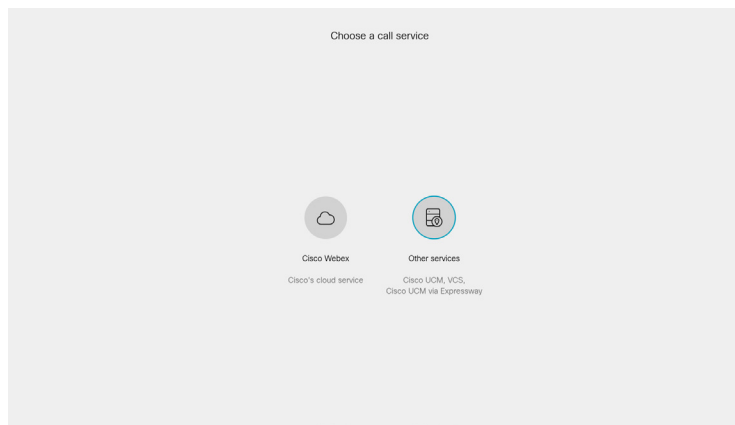 Choose a call service
Cisco Webex
Cisco's cloud service
Other services
Cisco UCM, VCS,
Cisco UCM via Expressway